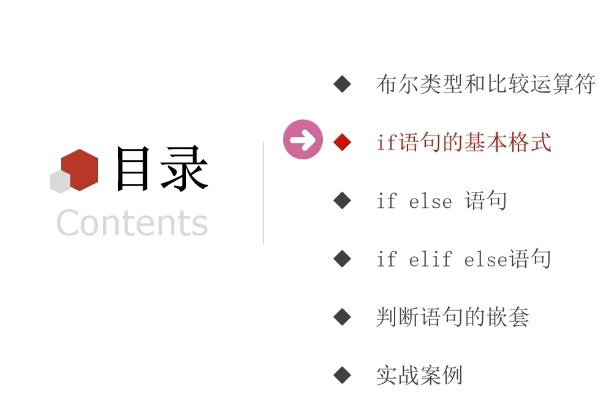 目录
Contents
布尔类型和比较运算符
if语句的基本格式
if else 语句
if elif else语句
判断语句的嵌套
实战案例